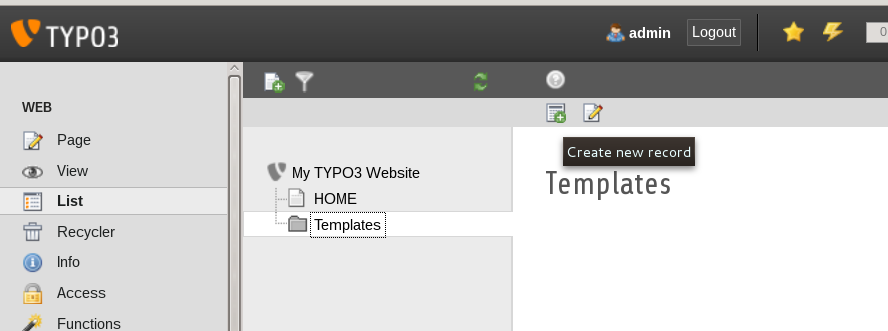 TYPO3
admin
Logout
0
WEB
Page
View
List
Recycler
Info
Access
Functions
My TYPO3 Website
HOME
Templates
Create new record
Templates